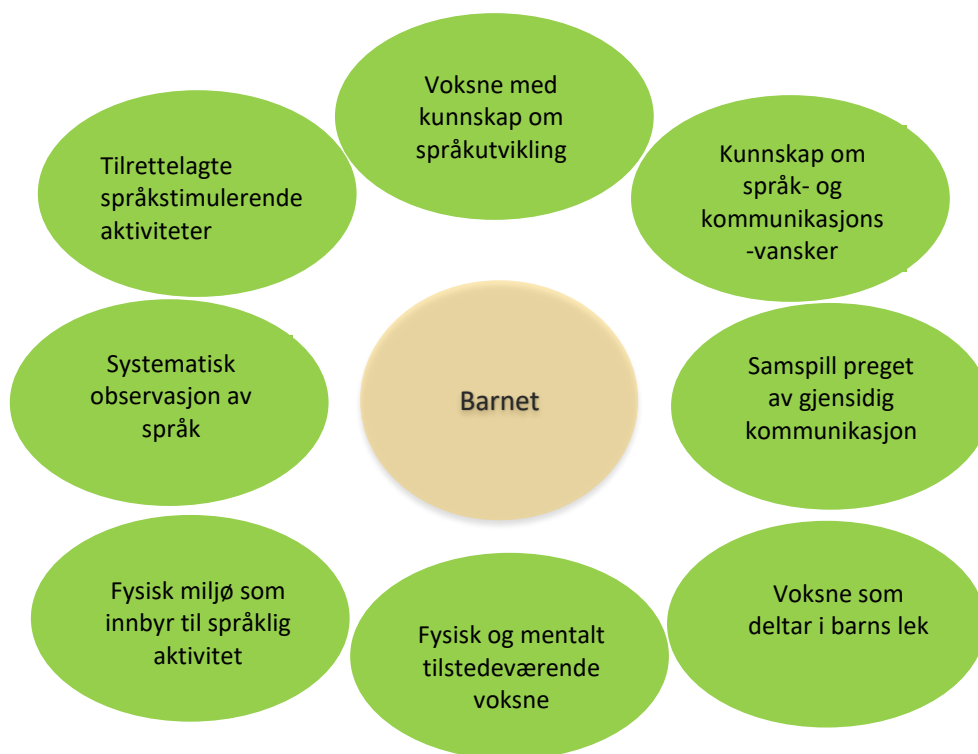 Voksne med
kunnskap om
språkutvikling
Tilrettelagte
språkstimulerende
aktiviteter
Kunnskap om
språk- og
kommunikasjons
-vansker
Systematisk
observasjon av
språk
Barnet
Samspill preget
av gjensidig
kommunikasjon
Fysisk miljø som
innbyr til språklig
aktivitet
Fysisk og mentalt
tilstedeværende
voksne
Voksne som
deltar i barns lek